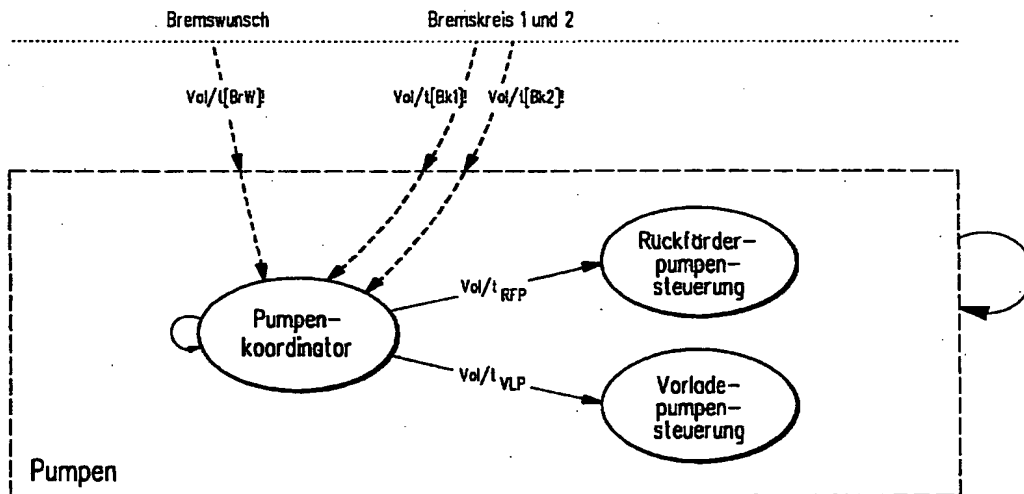 Bremswunsch
Bremskreis 1 und 2
Vol/t[BrW]!
Vol/t[Bk1]!
Vol/t[Bk2]!
Rückförder-
pumpen-
steuerung
Vol/t RFP
Pumpen-
koordinator
Vol/t VLP
Vorlade-
pumpen-
steuerung
Pumpen